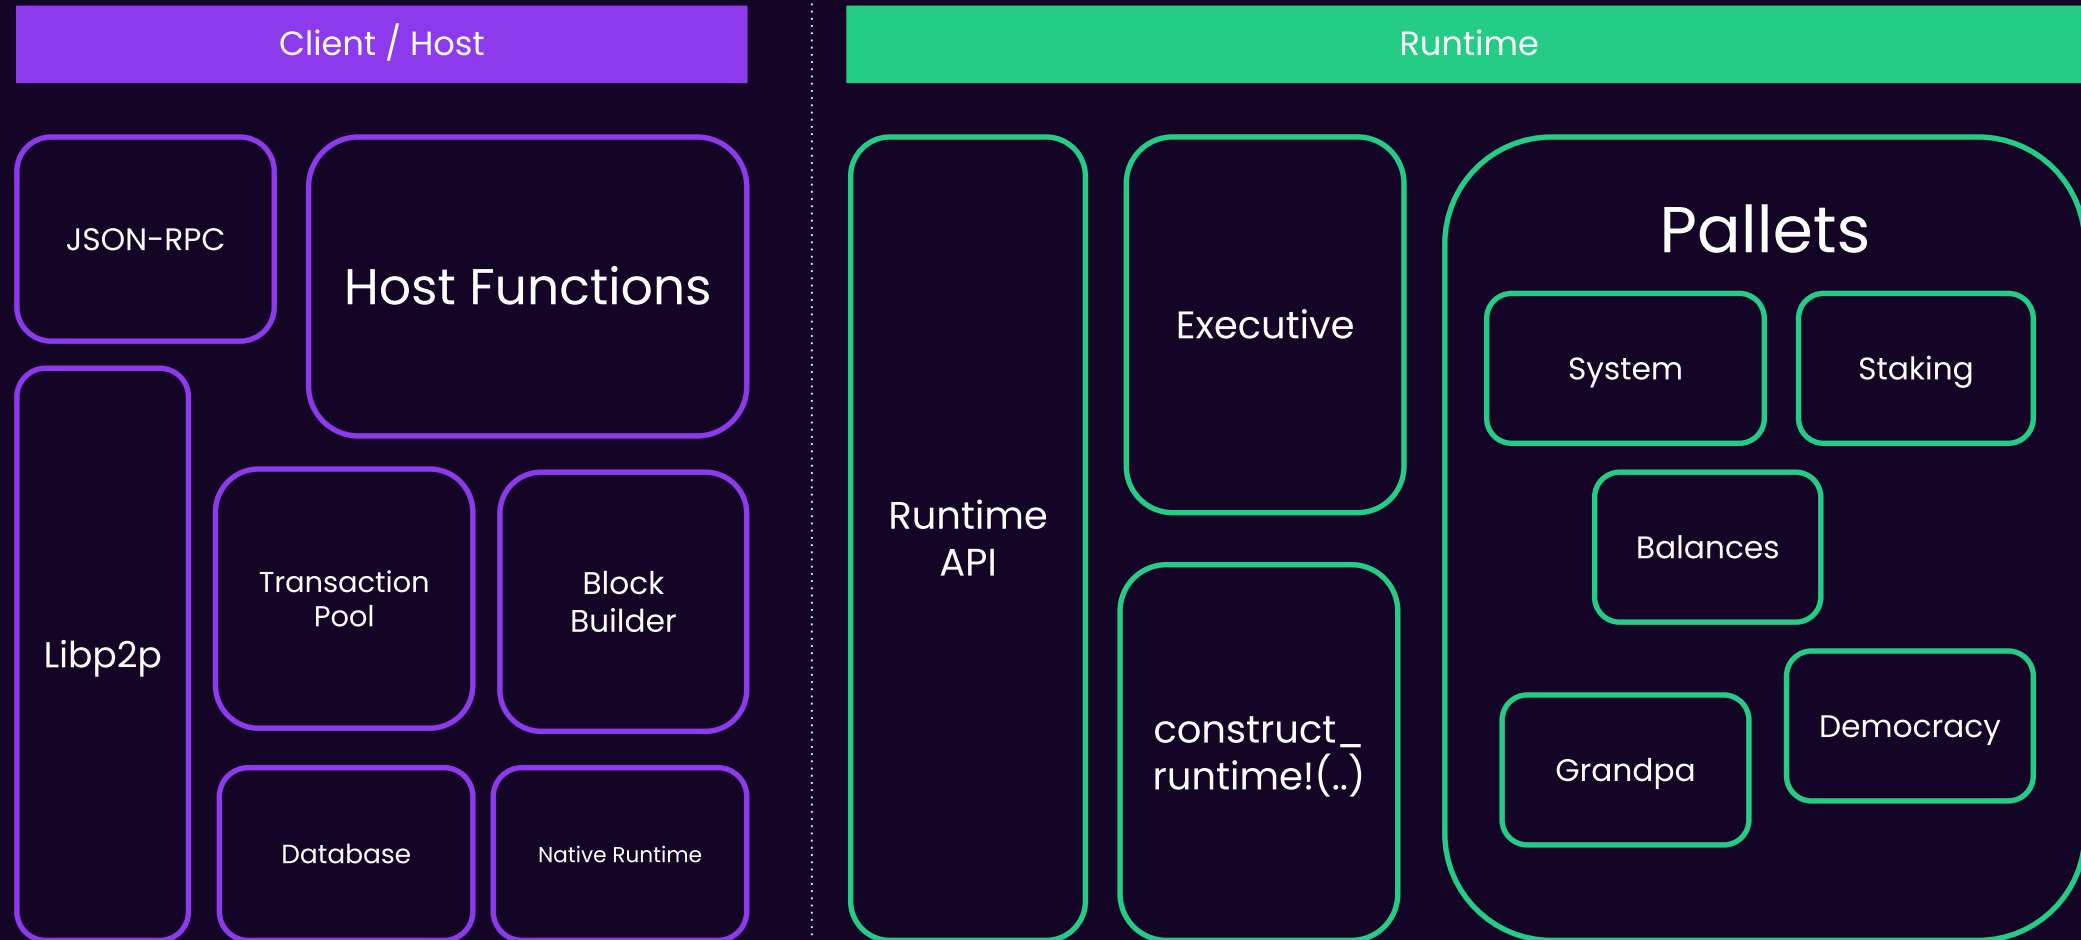 Client / Host
Runtime
JSON-RPC
Host Functions
Libp2p
Transaction
Pool
Block
Builder
Database
Native Runtime
Runtime
API
Executive
construct_
runtime!(..)
Pallets
System
Staking
Balances
Grandpa
Democracy